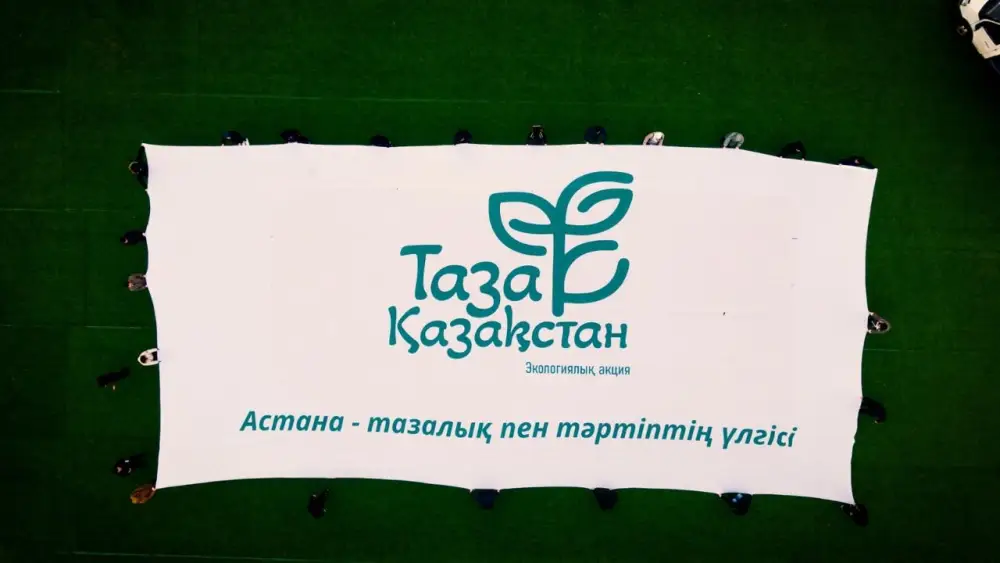 Таза
Қазақстан
Экологиялық акция
Астана - тазалық пен тәртіптің үлгісі